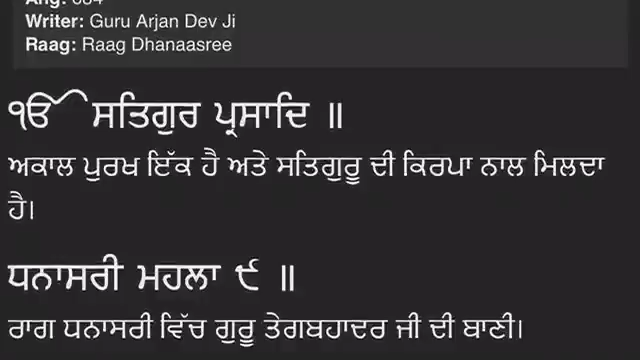 Writer: Guru Arjan Dev Ji
Raag: Raag Dhanaasree
ੴ ਸਤਿਗੁਰ ਪ੍ਰਸਾਦਿ ॥
ਅਕਾਲ ਪੁਰਖ ਇੱਕ ਹੈ ਅਤੇ ਸਤਿਗੁਰੂ ਦੀ ਕਿਰਪਾ ਨਾਲ ਮਿਲਦਾ
ਹੈ।
ਧਨਾਸਰੀ ਮਹਲਾ ੯ ॥
ਰਾਗ ਧਨਾਸਰੀ ਵਿੱਚ ਗੁਰੂ ਤੇਗਬਹਾਦਰ ਜੀ ਦੀ ਬਾਣੀ।